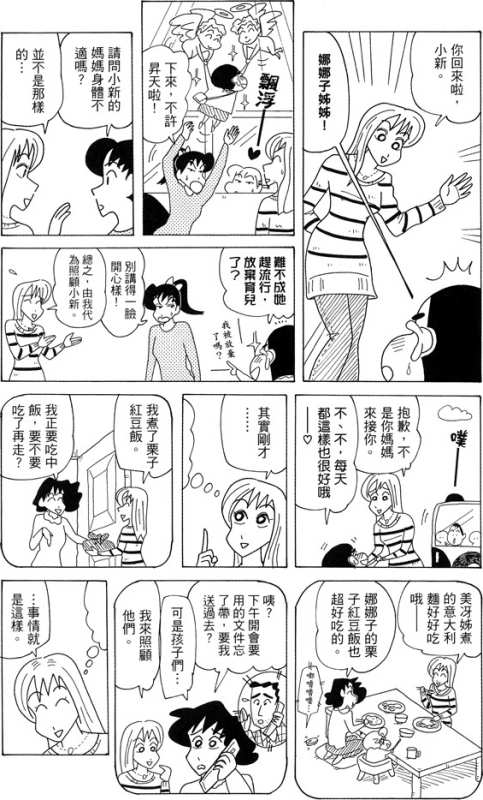 你回來啦，
小新。
娜娜子姊姊！
飄浮——
下來，不許
昇天啦！
請問小新的
媽媽身體不
適嗎？
並不是那樣
的…
難不成她
趕流行，
放棄育兒
了？
我被放棄
了嗎？
別講得一臉
開心樣！
總之，由我代
為照顧小新。
噗——
抱歉，不
是你媽媽
來接你。
不、不，每天
都這樣也很好哦
——♥
其實剛才
……
我煮了栗子
紅豆飯。
我正要吃中
飯，要不要
吃了再走？
美冴姊煮
的意大利
麵好好吃
哦——
娜娜子的栗
子紅豆飯也
超好吃的。
咦？
下午開會要
用的文件忘
了帶，要我
送過去？
可是孩子們…
我來照顧
他們。
…事情就
是這樣。